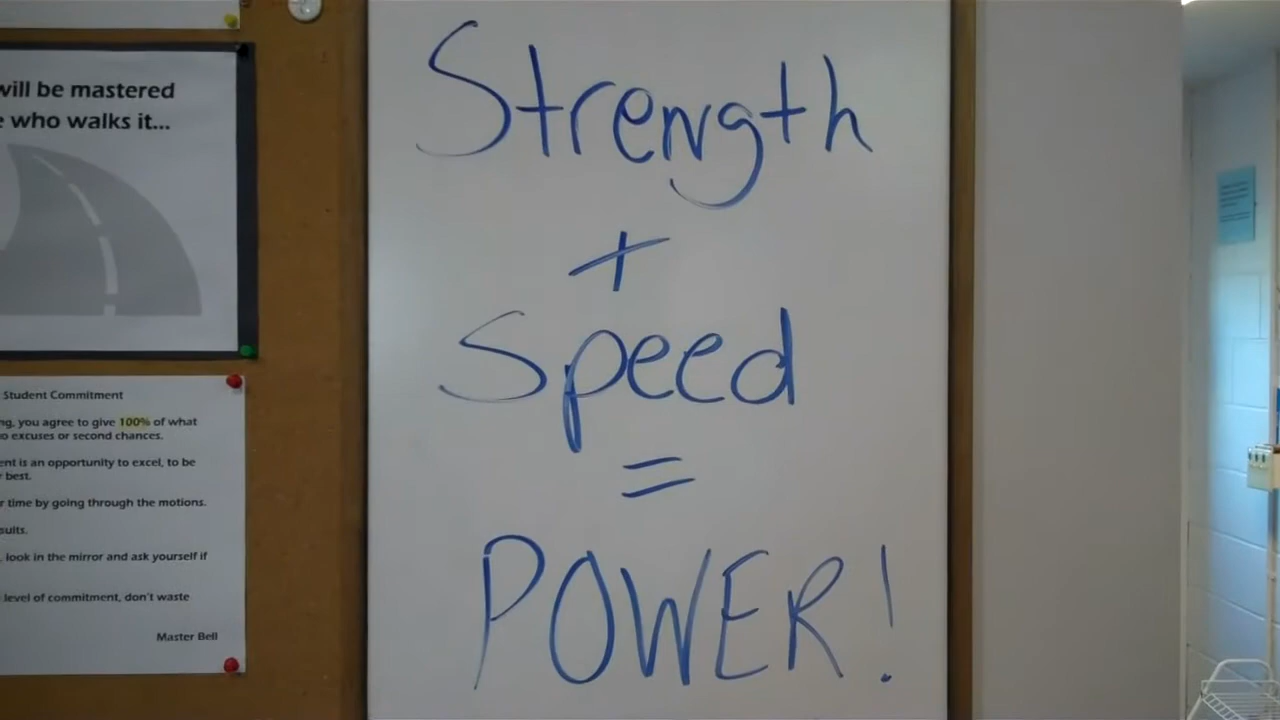 will be mastered
who walks it...
Student Commitment
you agree to give 100% of what
excuses or second chances.
is an opportunity to excel, to be
best.
time by going through the motions.
look in the mirror and ask yourself if
level of commitment, don't waste
Master Bell
Strength
+
Speed
=
POWER!